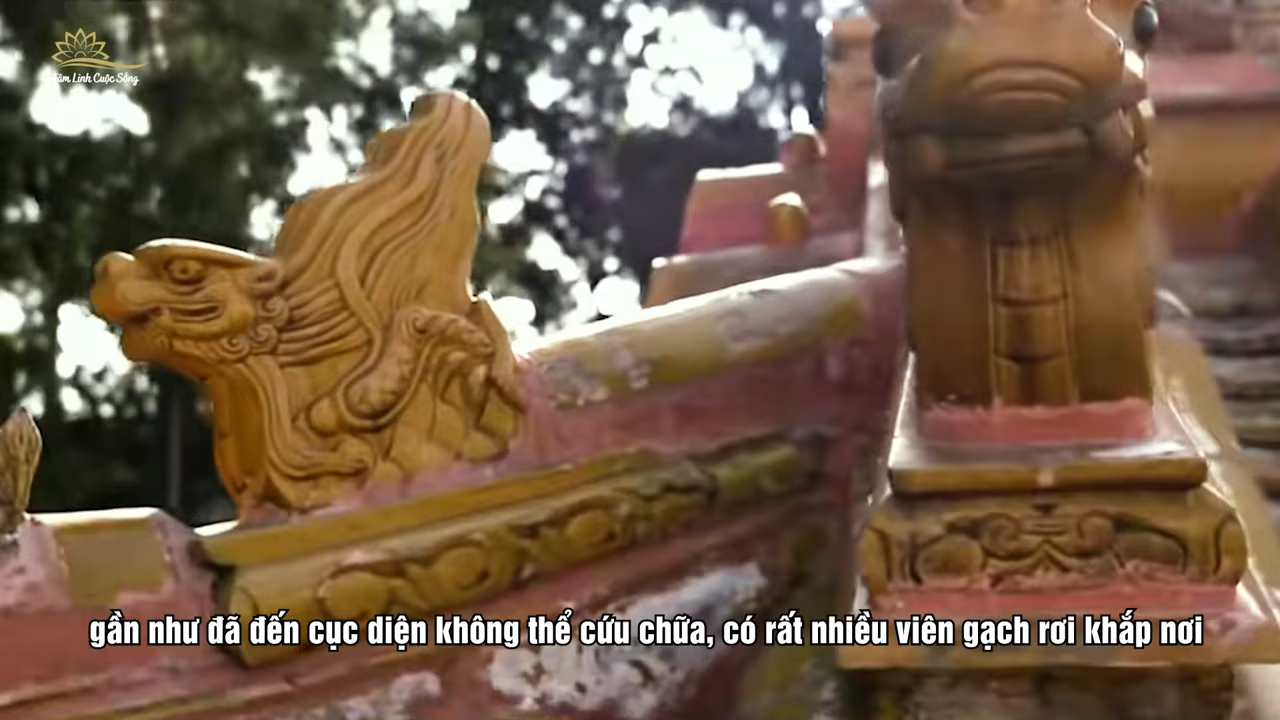 Tâm Linh Cuộc Sống
gần như đã đến cục diện không thể cứu chữa, có rất nhiều viên gạch rơi khắp nơi